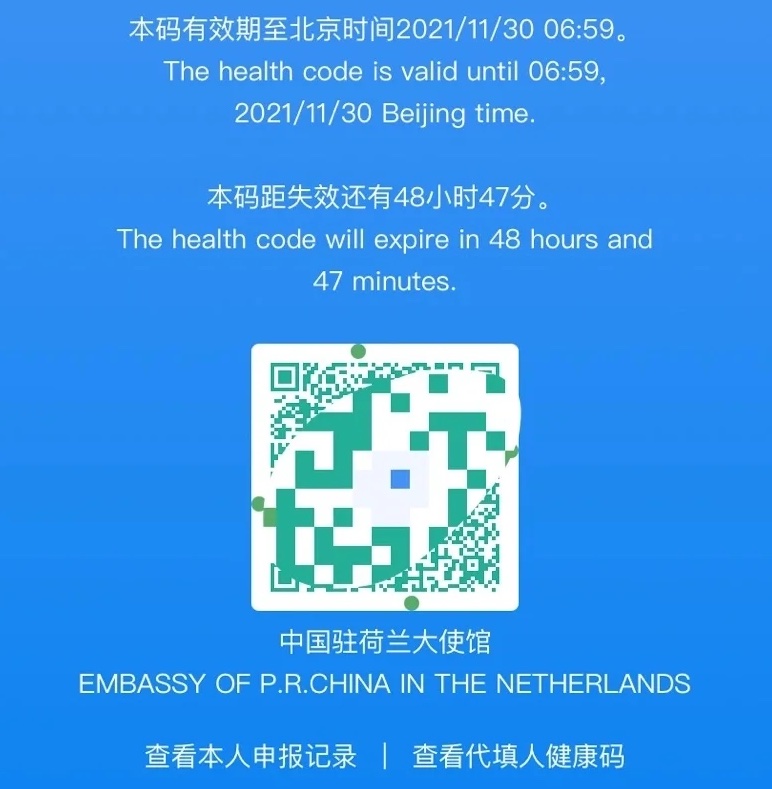 本码有效期至北京时间2021/11/30 06:59。
The health code is valid until 06:59,
2021/11/30 Beijing time.
本码距失效还有48小时47分。
The health code will expire in 48 hours and
47 minutes.
中国驻荷兰大使馆
EMBASSY OF P.R.CHINA IN THE NETHERLANDS
查看本人申报记录 | 查看代填人健康码